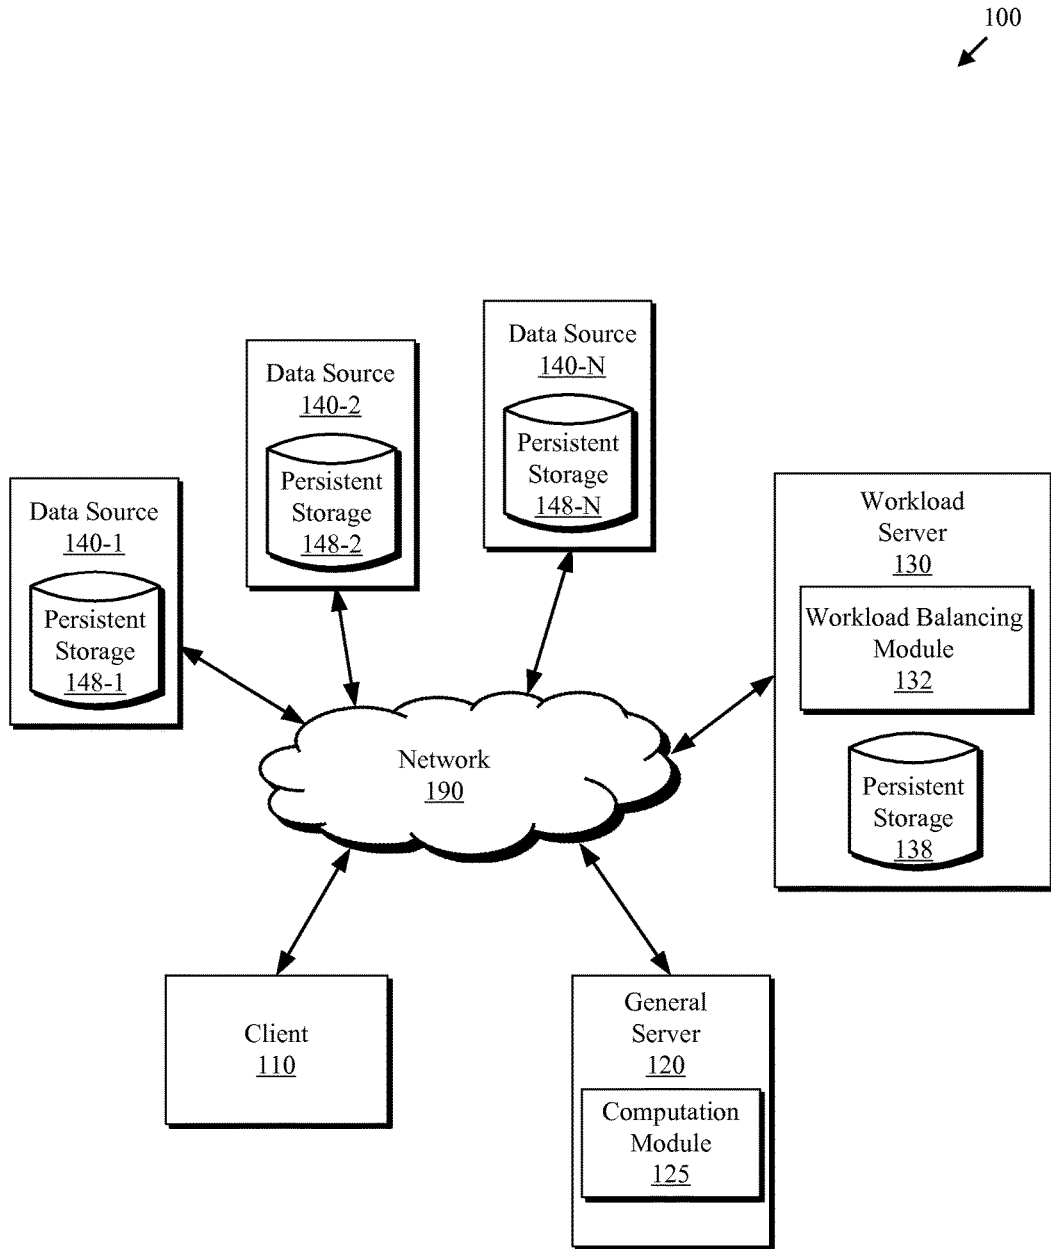 100
Data Source
140-N
Persistent
Storage
148-N
Data Source
140-2
Persistent
Storage
148-2
Data Source
140-1
Persistent
Storage
148-1
Workload
Server
130
Workload Balancing
Module
132
Persistent
Storage
138
Network
190
Client
110
General
Server
120
Computation
Module
125